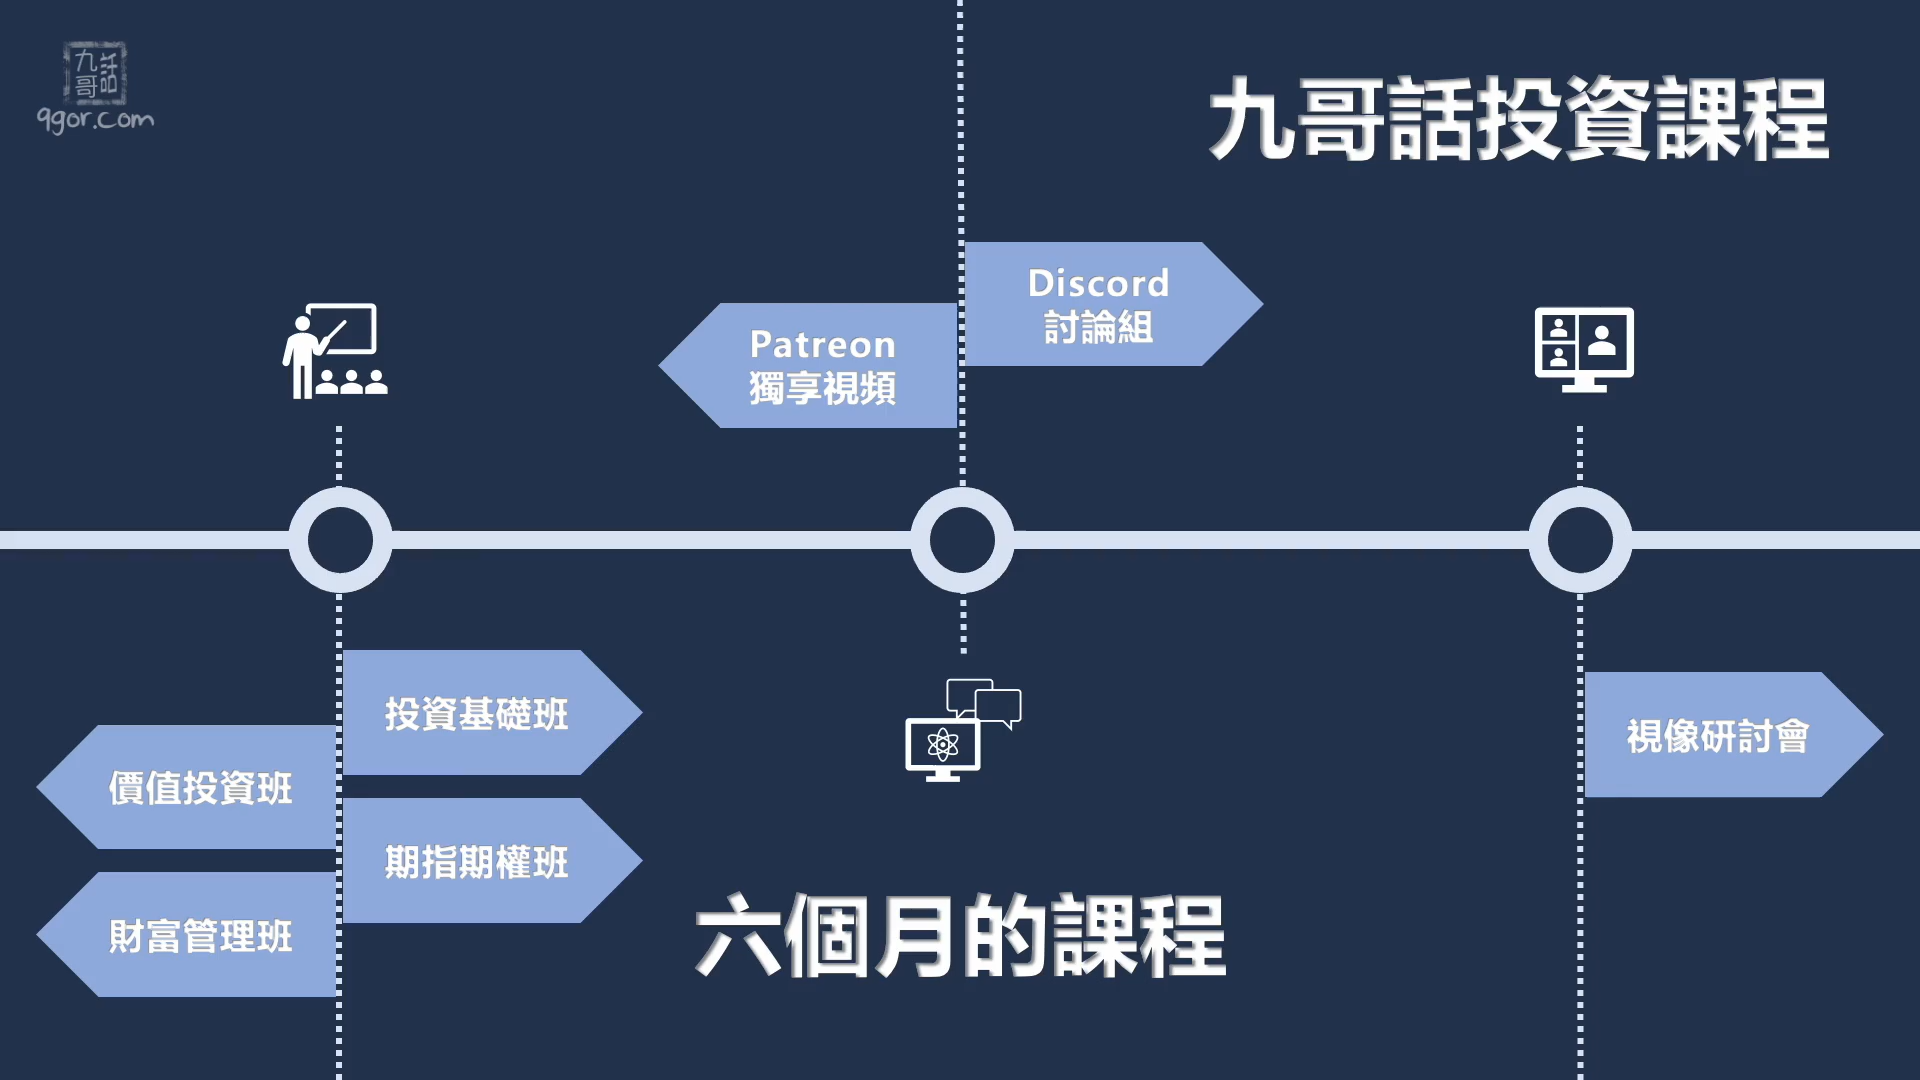 九哥話
9gor.com
九哥話投資課程
Discord
討論組
Patreon
獨享視頻
投資基礎班
價值投資班
期指期權班
財富管理班
視像研討會
六個月的課程